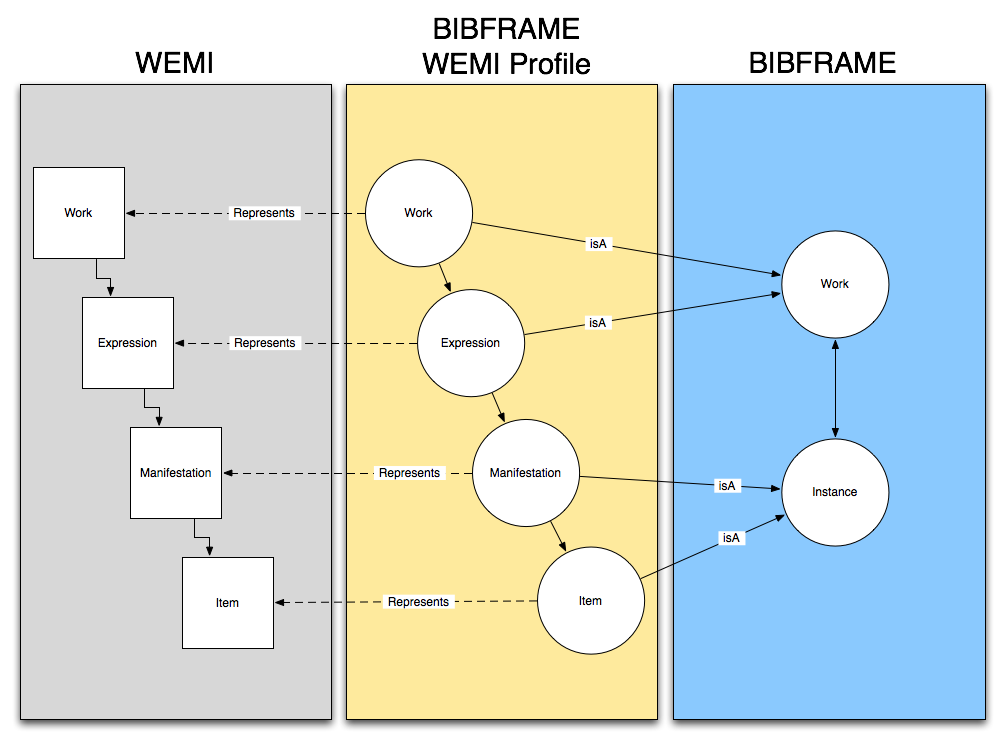 WEMI
BIBFRAME
WEMI Profile
BIBFRAME
Work
Represents
Work
isA
Work
Expression
Represents
Expression
isA
Manifestation
Represents
Manifestation
isA
Instance
isA
Item
Represents
Item